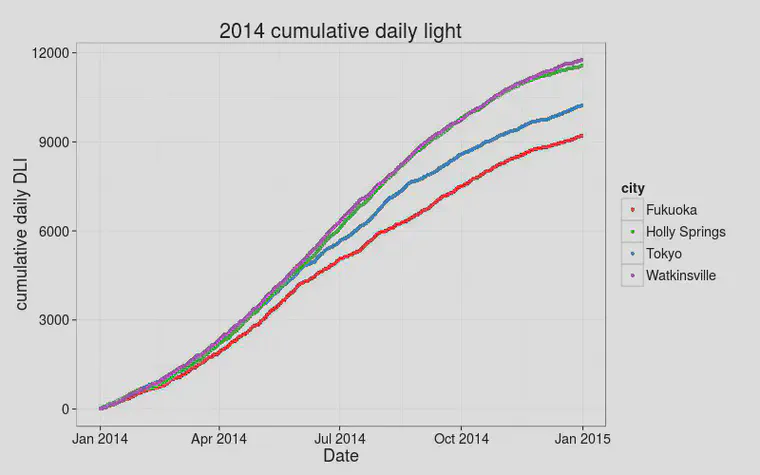 2014 cumulative daily light
12000
9000
6000
3000
0
cumulative daily DLI
Jan 2014
Apr 2014
Jul 2014
Oct 2014
Jan 2015
Date
city
Fukuoka
Holly Springs
Tokyo
Watkinsville